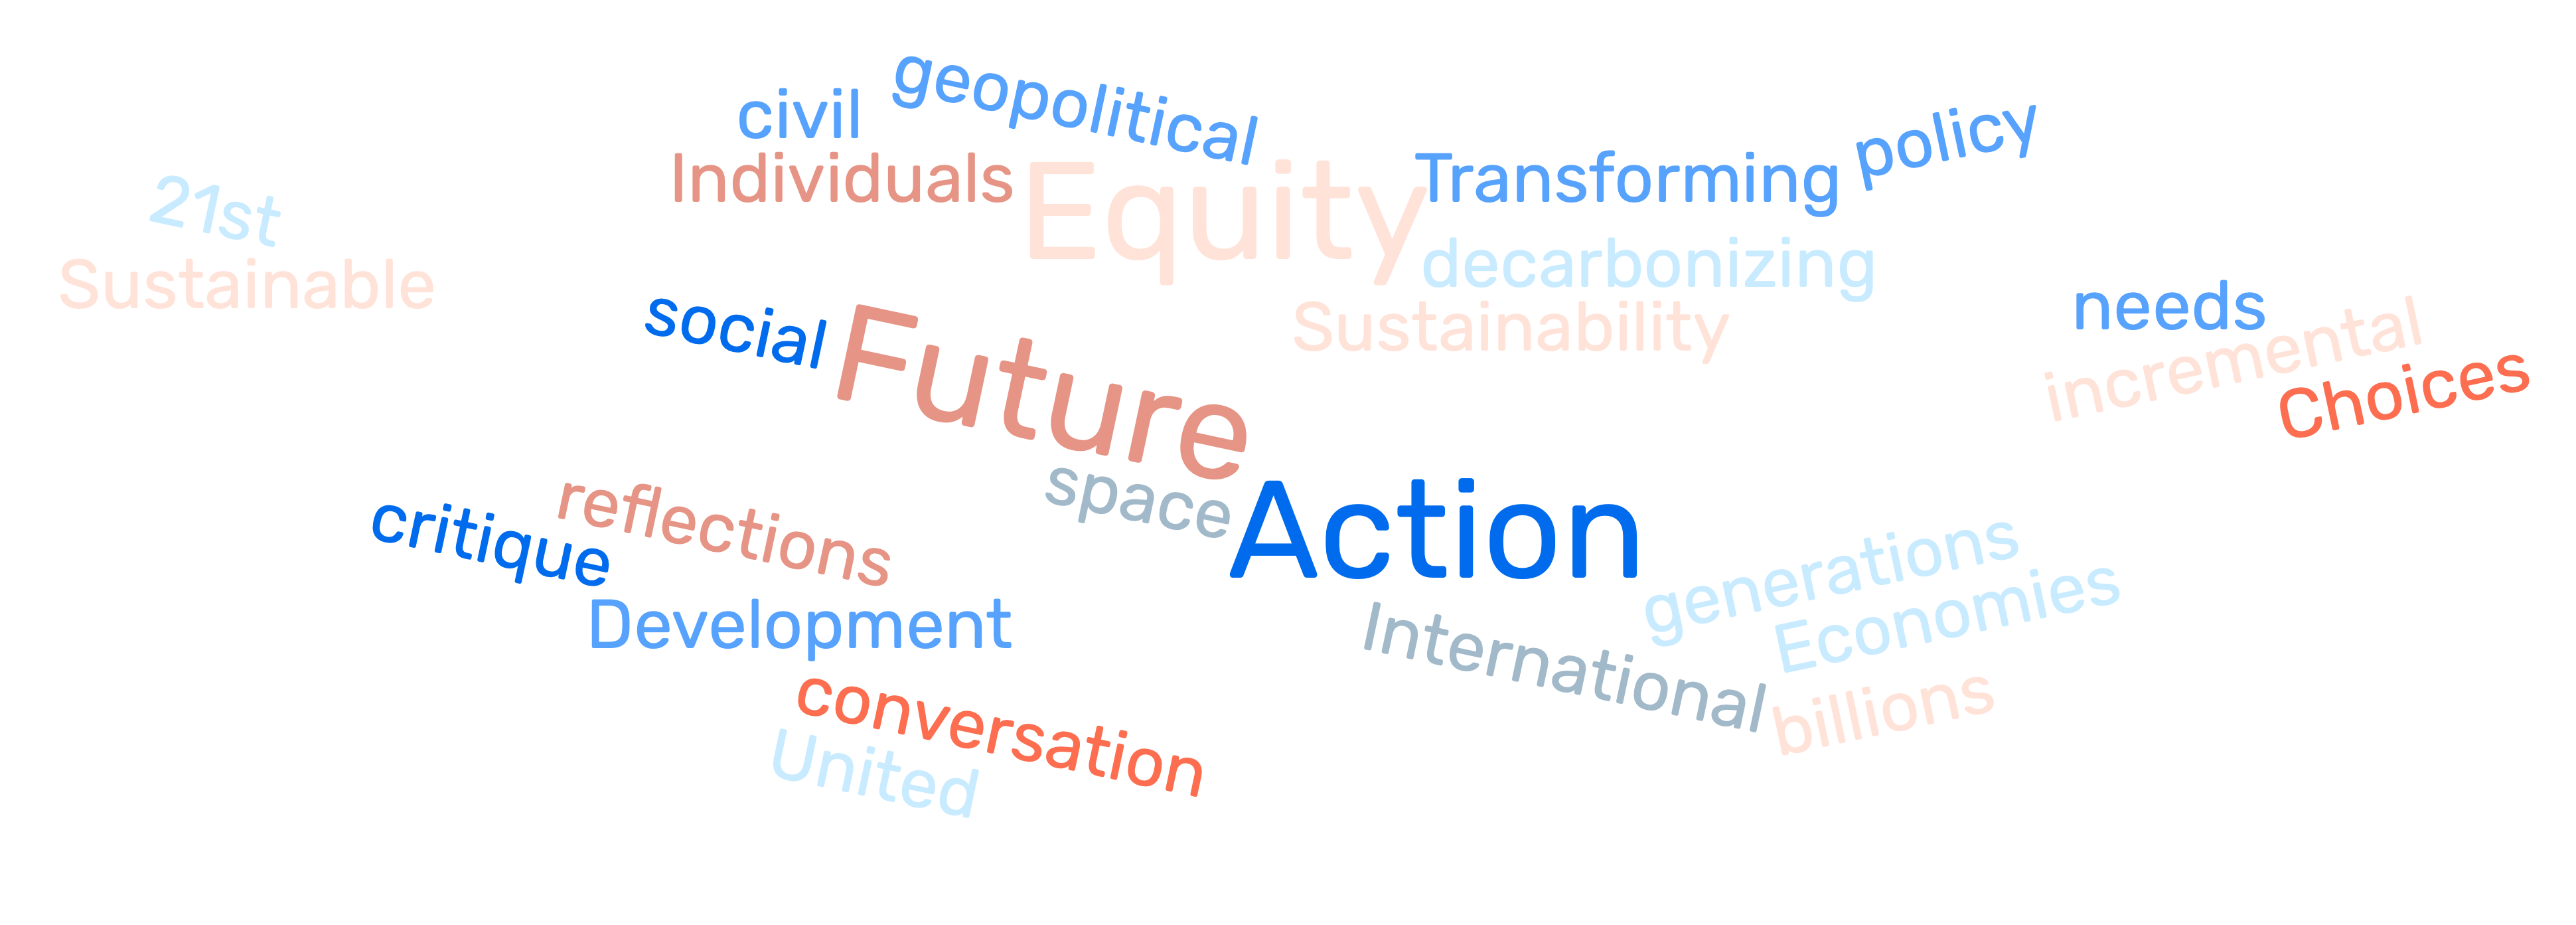 geopolitical
civil
policy
Individuals
Equity
Transforming
21st
decarbonizing
Sustainable
needs
social
Future
Sustainability
incremental
Choices
reflections
space
Action
critique
generations
Development
Economies
International
conversation
billions
United